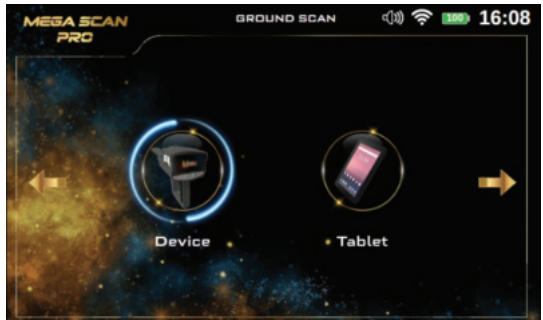 MEGA SCAN
PRO
GROUND SCAN
100
16:08
Device
Tablet